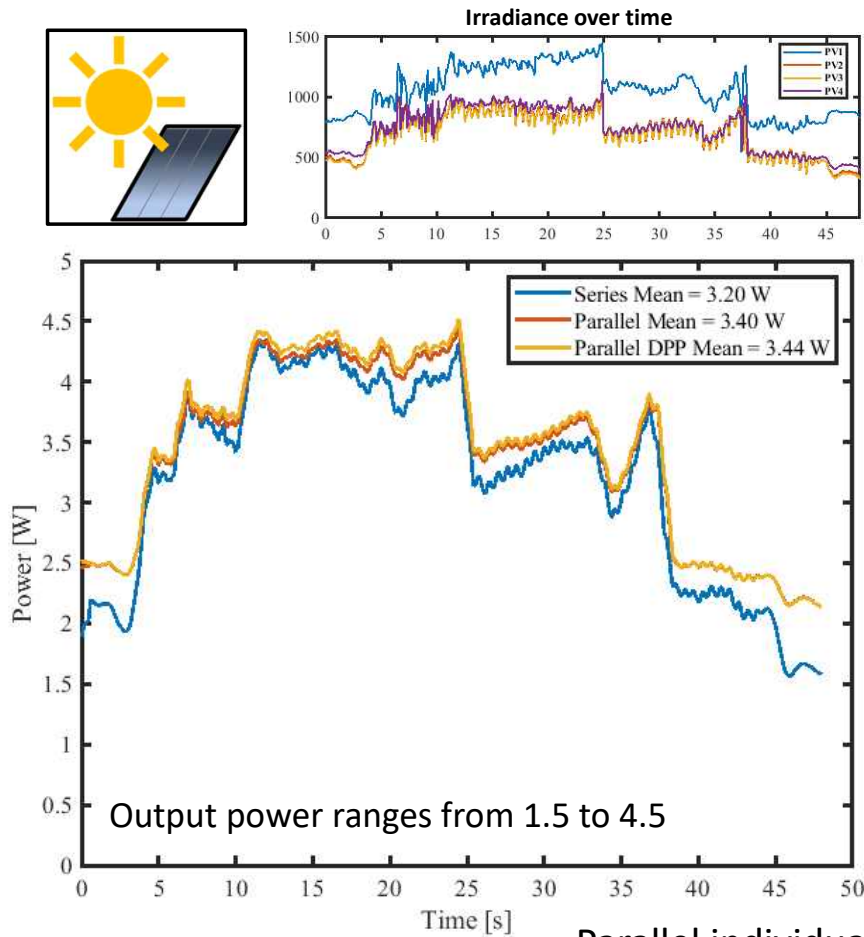 Irradiance over time
1500
1000
500
0
PV1
PV2
PV3
PV4
0 5 10 15 20 25 30 35 40 45
5
4.5
4
3.5
3
2.5
2
1.5
1
0.5
0
Power [W]
Series Mean = 3.20 W
Parallel Mean = 3.40 W
Parallel DPP Mean = 3.44 W
Output power ranges from 1.5 to 4.5
0 5 10 15 20 25 30 35 40 45 50
Time [s]
Parallel individua